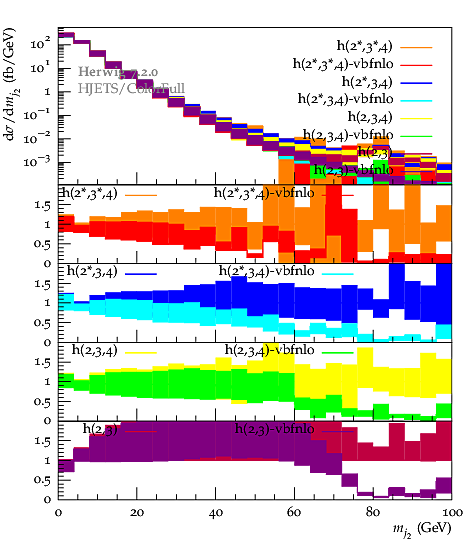 dσ/dm_{j_2} (fb/GeV)
10^2
10^1
1
10^{-1}
10^{-2}
10^{-3}
Herwig 7.2.0
HJETS/ColorFull
h(2*,3*,4)
h(2*,3*,4)-vbfnlo
h(2*,3,4)
h(2*,3,4)-vbfnlo
h(2,3,4)
h(2,3,4)-vbfnlo
h(2,3)
h(2,3)-vbfnlo
h(2*,3*,4) h(2*,3*,4)-vbfnlo
1.5
1
0.5
0
h(2*,3,4) h(2*,3,4)-vbfnlo
1.5
1
0.5
0
h(2,3,4) h(2,3,4)-vbfnlo
1.5
1
0.5
0
h(2,3) h(2,3)-vbfnlo
1.5
1
0.5
0
0 20 40 60 80 100
m_{j_2} (GeV)